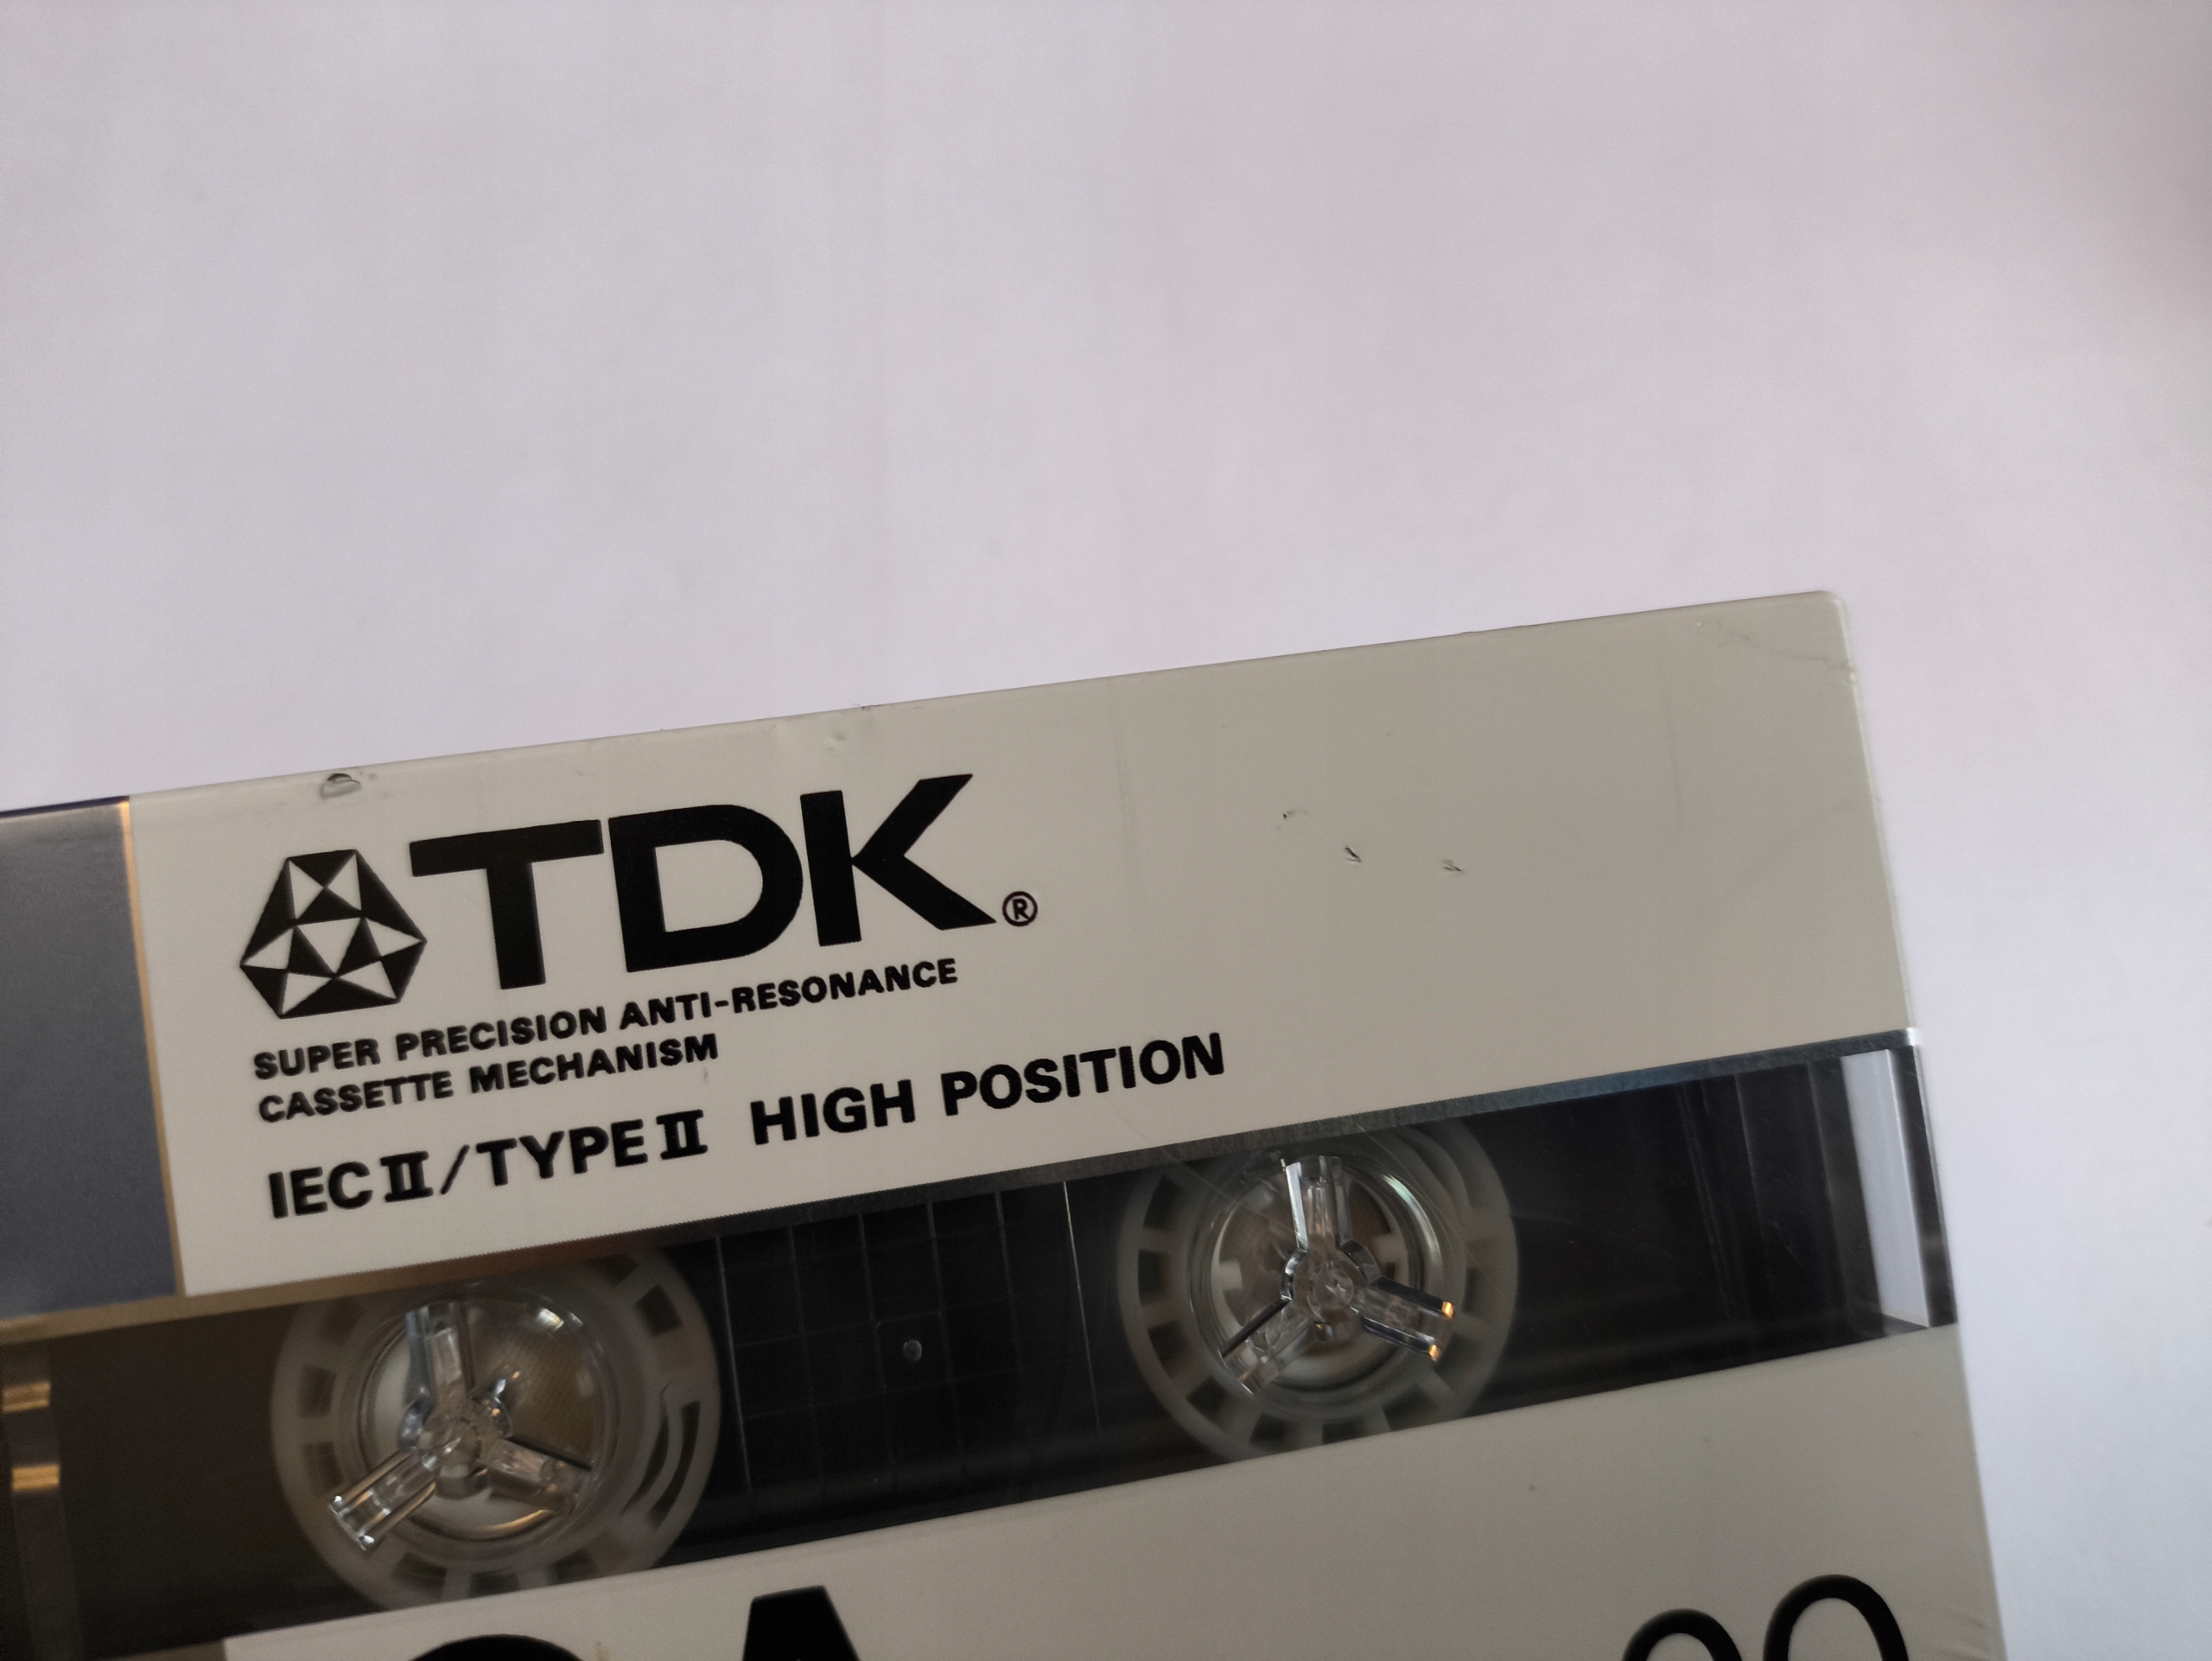 TDK®
SUPER PRECISION ANTI-RESONANCE
CASSETTE MECHANISM
IEC II/TYPE II HIGH POSITION